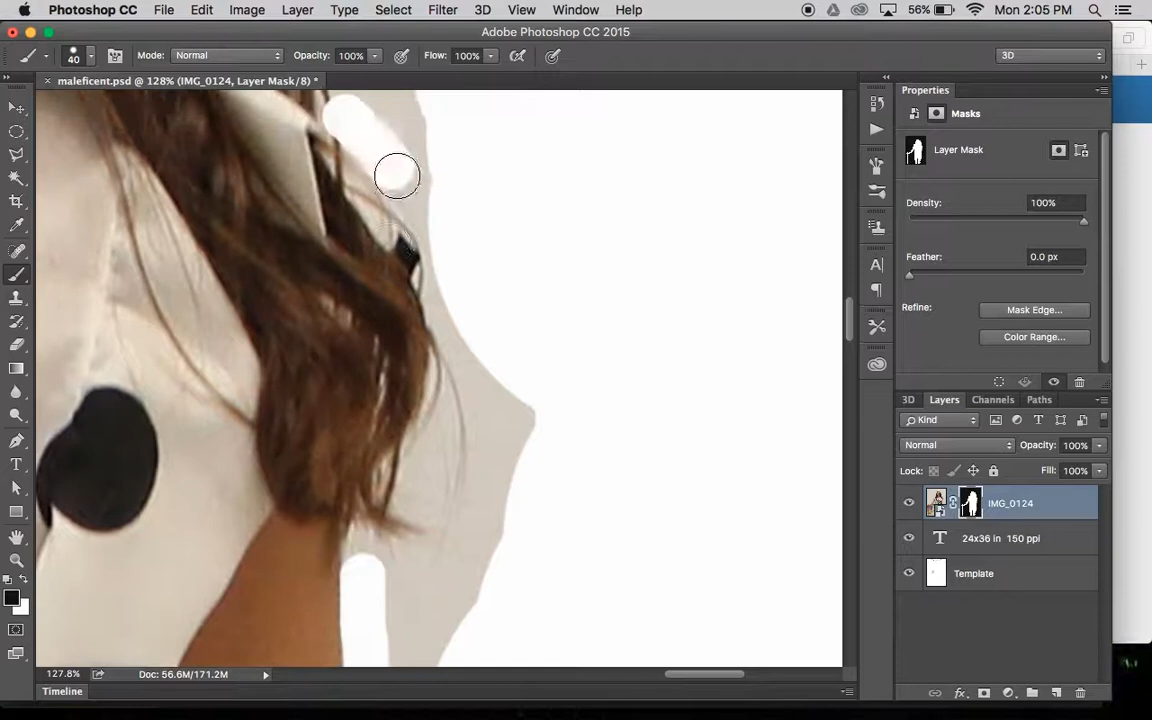 Photoshop CC File Edit Image Layer Type Select Filter 3D View Window Help 56% Mon 2:05 PM
Adobe Photoshop CC 2015
40 Mode: Normal Opacity: 100% Flow: 100% 3D
× maleficent.psd @ 128% (IMG_0124, Layer Mask/8) *
Properties
Masks
Layer Mask
Density: 100%
Feather: 0.0 px
Refine: Mask Edge...
Color Range...
3D Layers Channels Paths
Kind
Normal Opacity: 100%
Lock: Fill: 100%
IMG_0124
T 24x36 in 150 ppi
Template
127.8% Doc: 56.6M/171.2M
Timeline